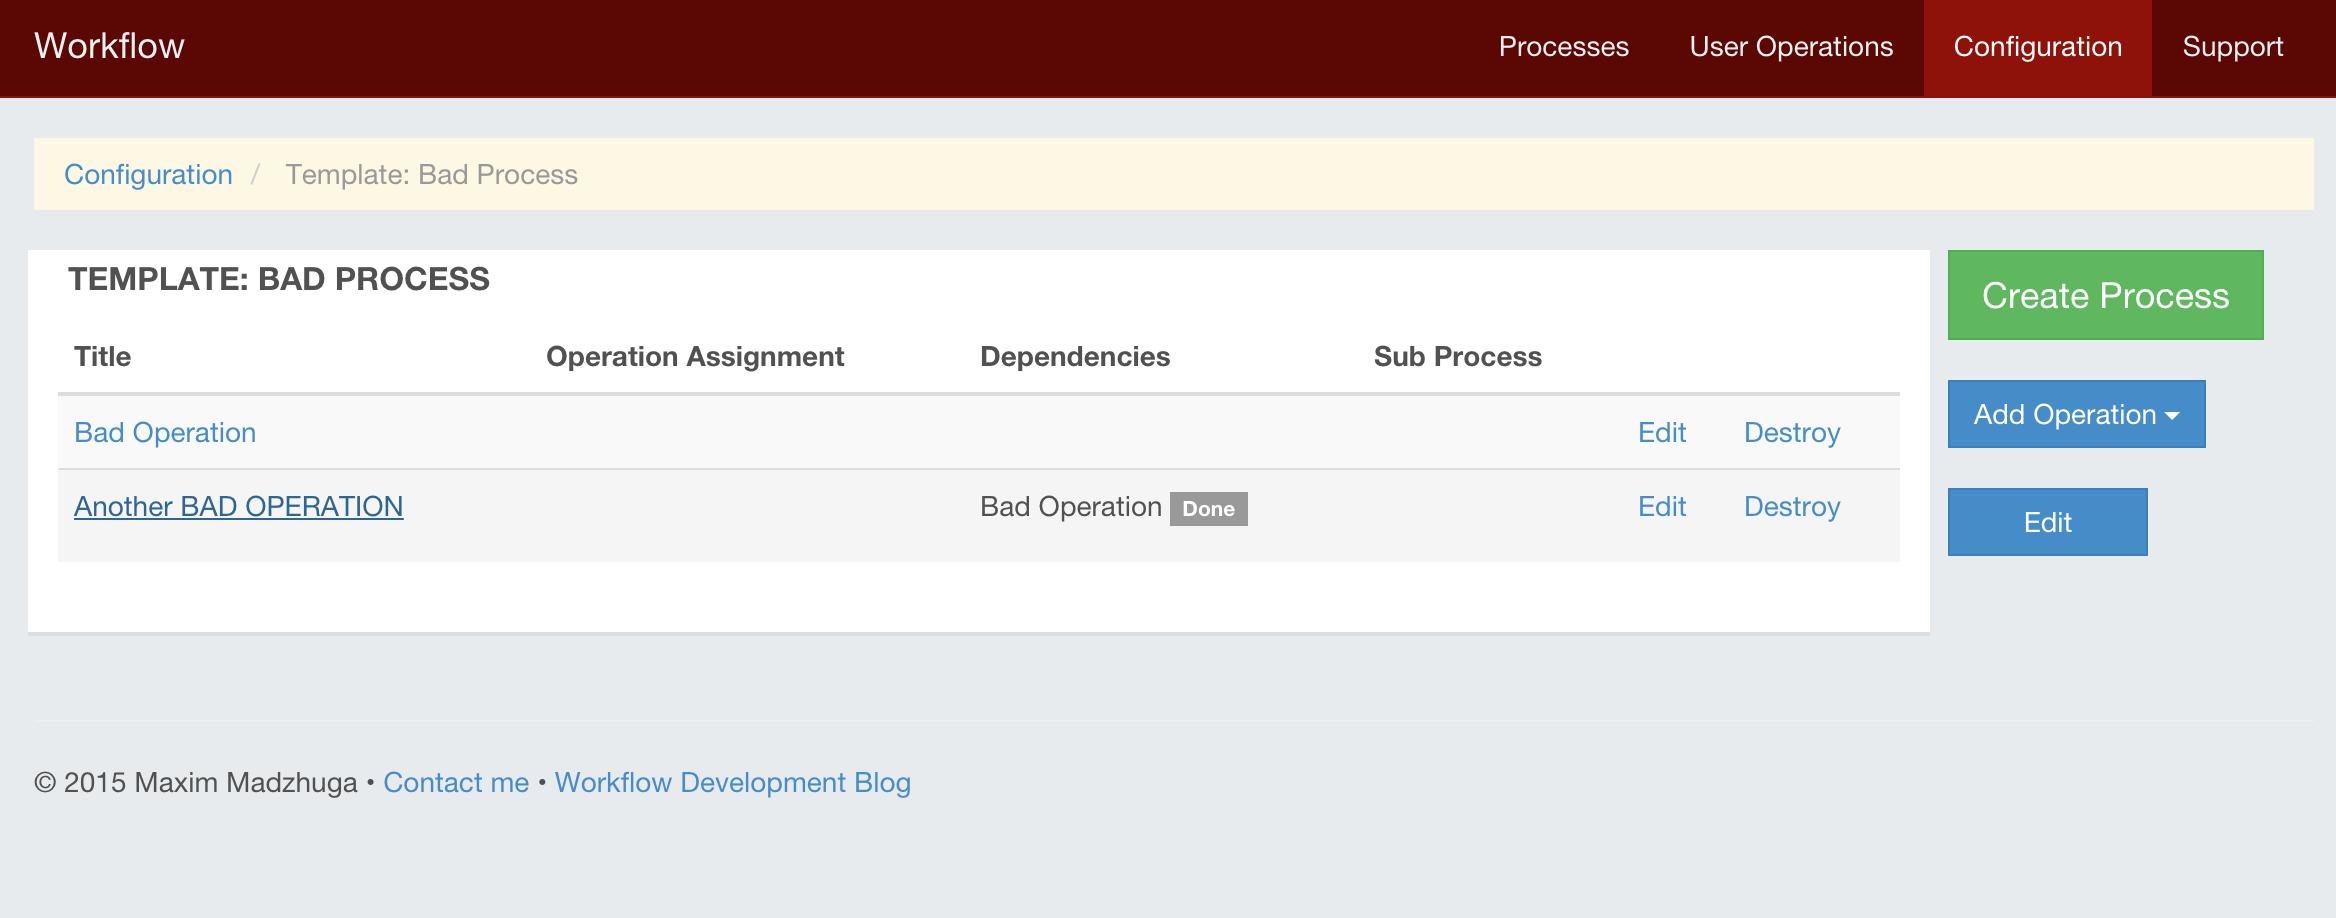 Workflow Processes User Operations Configuration Support
Configuration / Template: Bad Process
TEMPLATE: BAD PROCESS
Title Operation Assignment Dependencies Sub Process
Bad Operation Edit Destroy
Another BAD OPERATION Bad Operation Done Edit Destroy
Create Process
Add Operation
Edit
© 2015 Maxim Madzhuga • Contact me • Workflow Development Blog